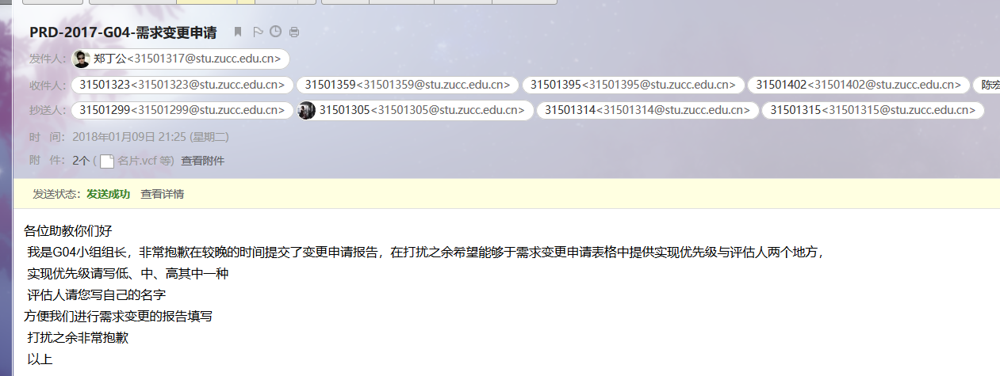 PRD-2017-G04-需求变更申请
发件人：郑丁公<31501317@stu.zucc.edu.cn>
收件人：31501323<31501323@stu.zucc.edu.cn> 31501359<31501359@stu.zucc.edu.cn> 31501395<31501395@stu.zucc.edu.cn> 31501402<31501402@stu.zucc.edu.cn> 陈宏
抄送人：31501299<31501299@stu.zucc.edu.cn> 31501305<31501305@stu.zucc.edu.cn> 31501314<31501314@stu.zucc.edu.cn> 31501315<31501315@stu.zucc.edu.cn>
时 间：2018年01月09日 21:25 (星期二)
附 件：2个 ( 名片.vcf 等) 查看附件
发送状态：发送成功 查看详情
各位助教你们好
我是G04小组组长，非常抱歉在较晚的时间提交了变更申请报告，在打扰之余希望能够于需求变更申请表格中提供实现优先级与评估人两个地方，
实现优先级请写低、中、高其中一种
评估人请您写自己的名字
方便我们进行需求变更的报告填写
打扰之余非常抱歉
以上